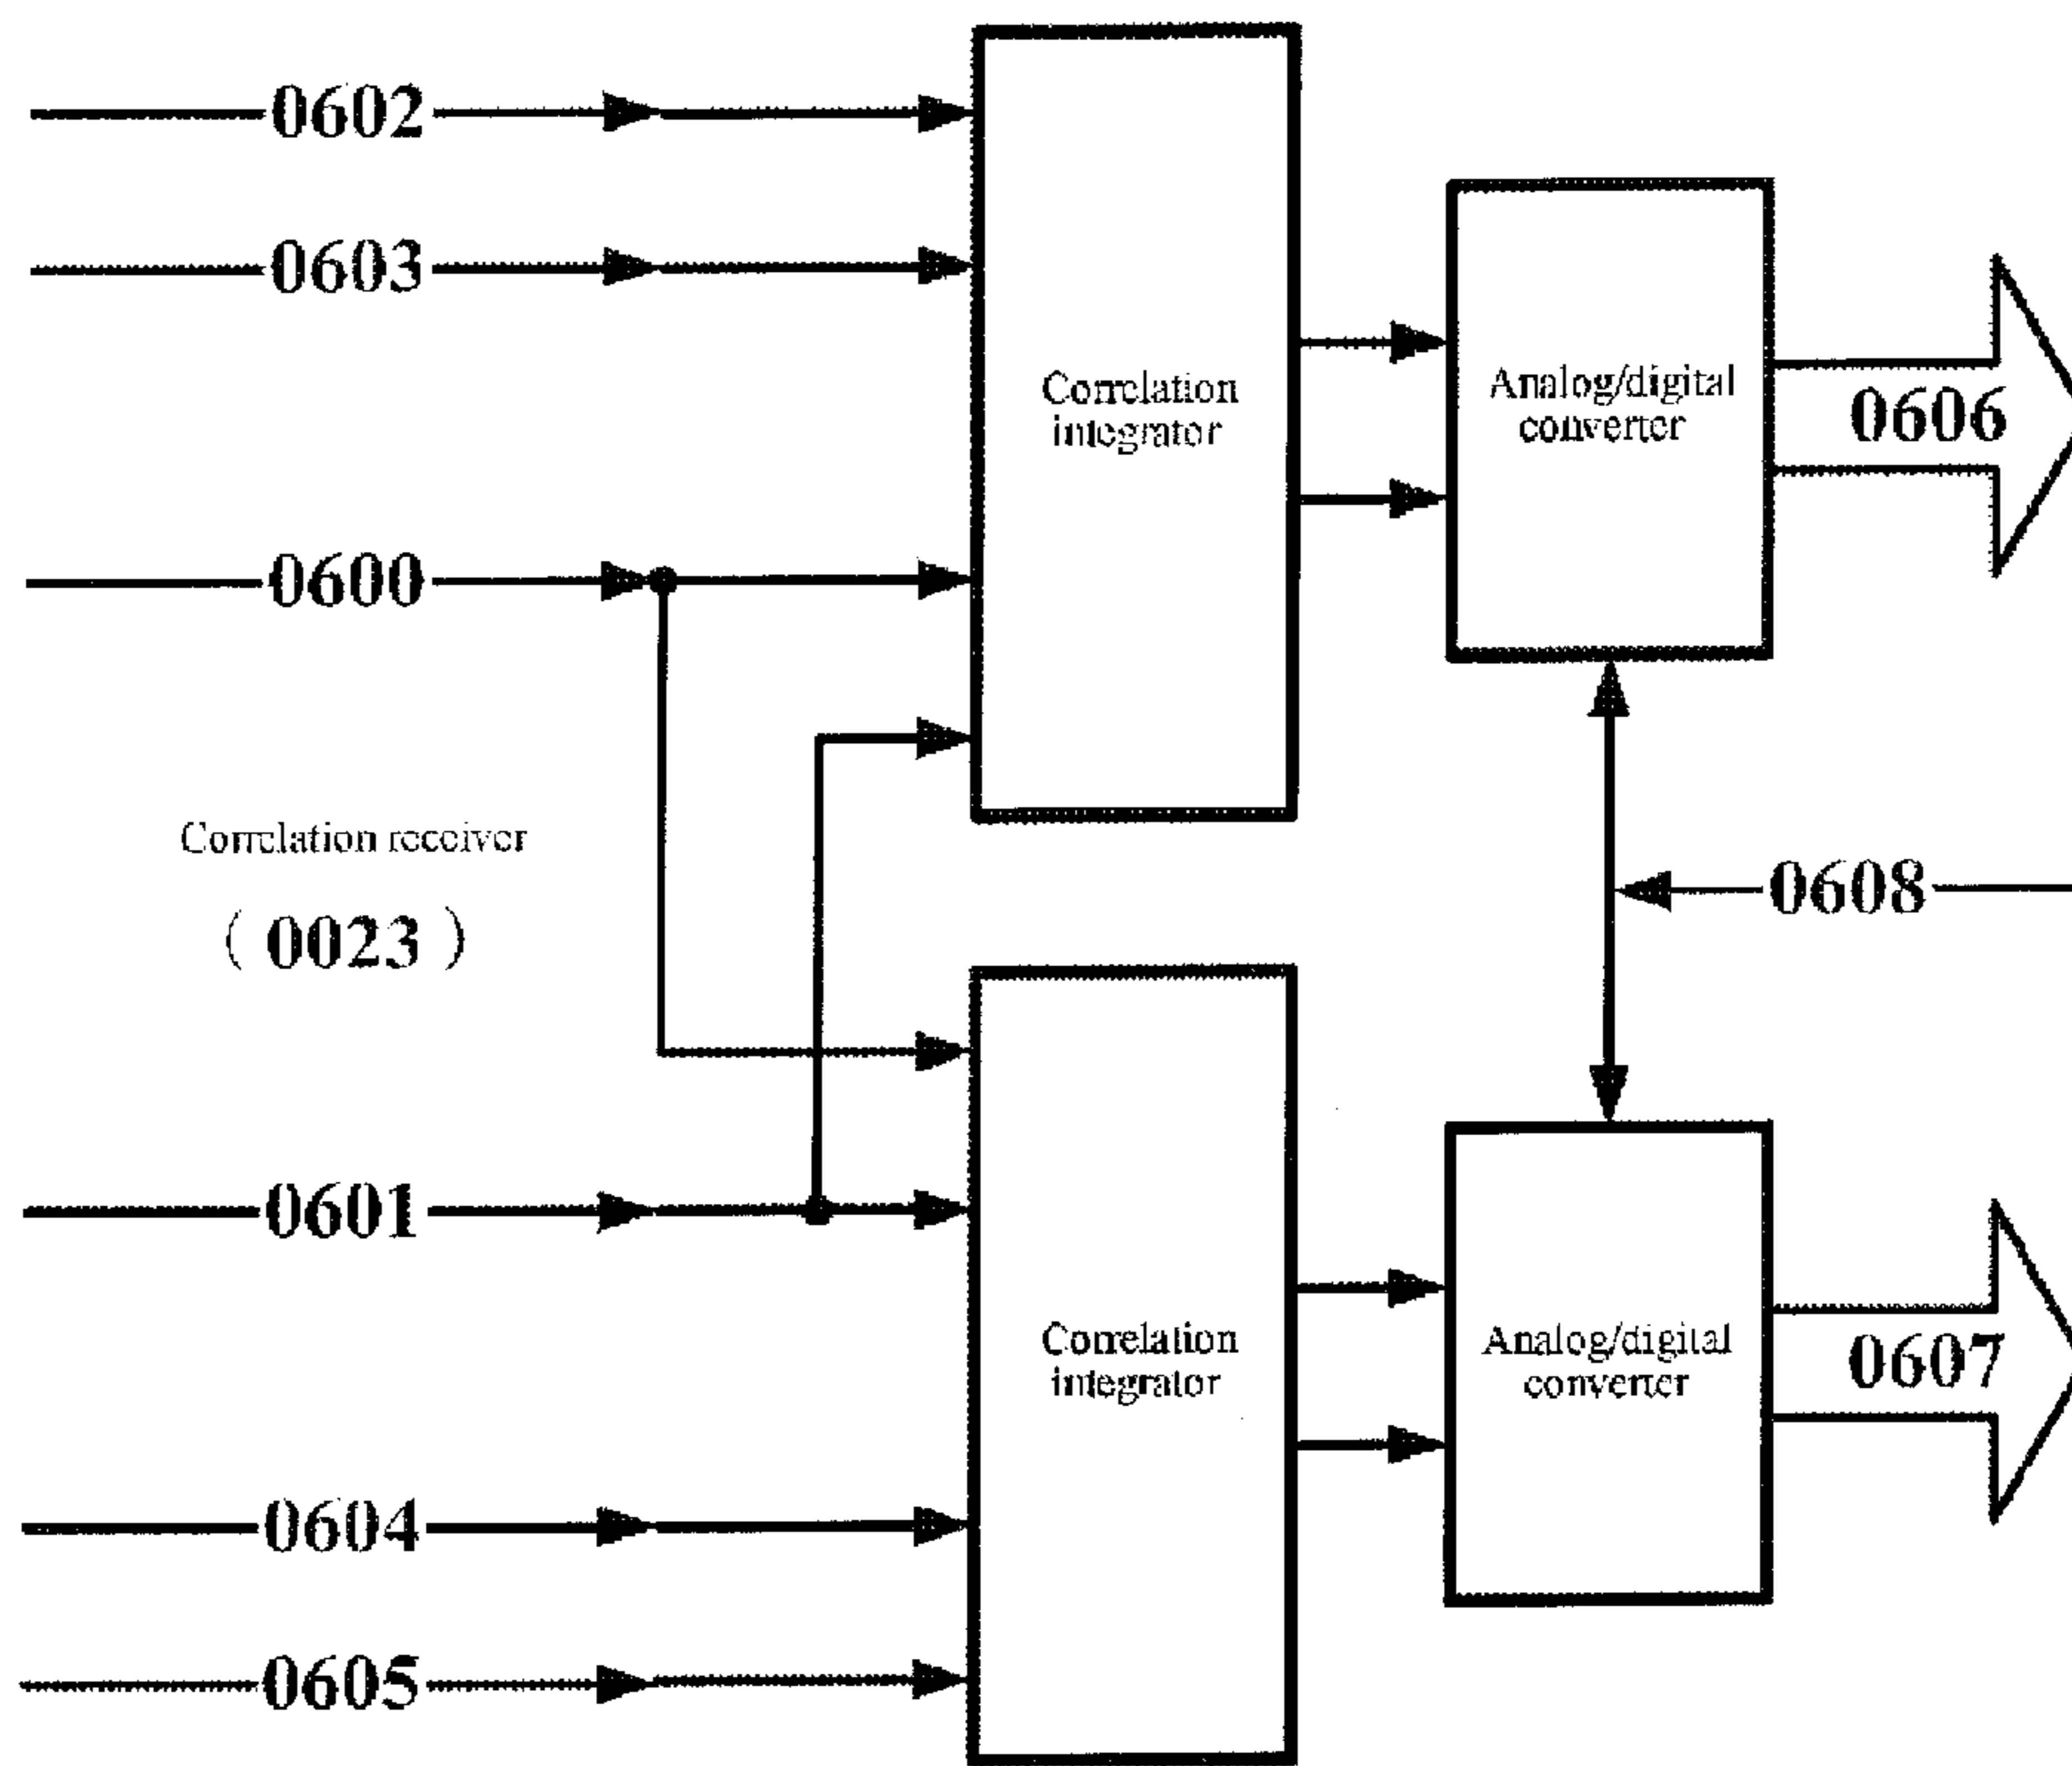 0602
0603
Correlation
integrator
Analog/digital
converter
0606
0600
Correlation receiver
(0023)
0608
0601
Correlation
integrator
Analog/digital
converter
0607
0604
0605